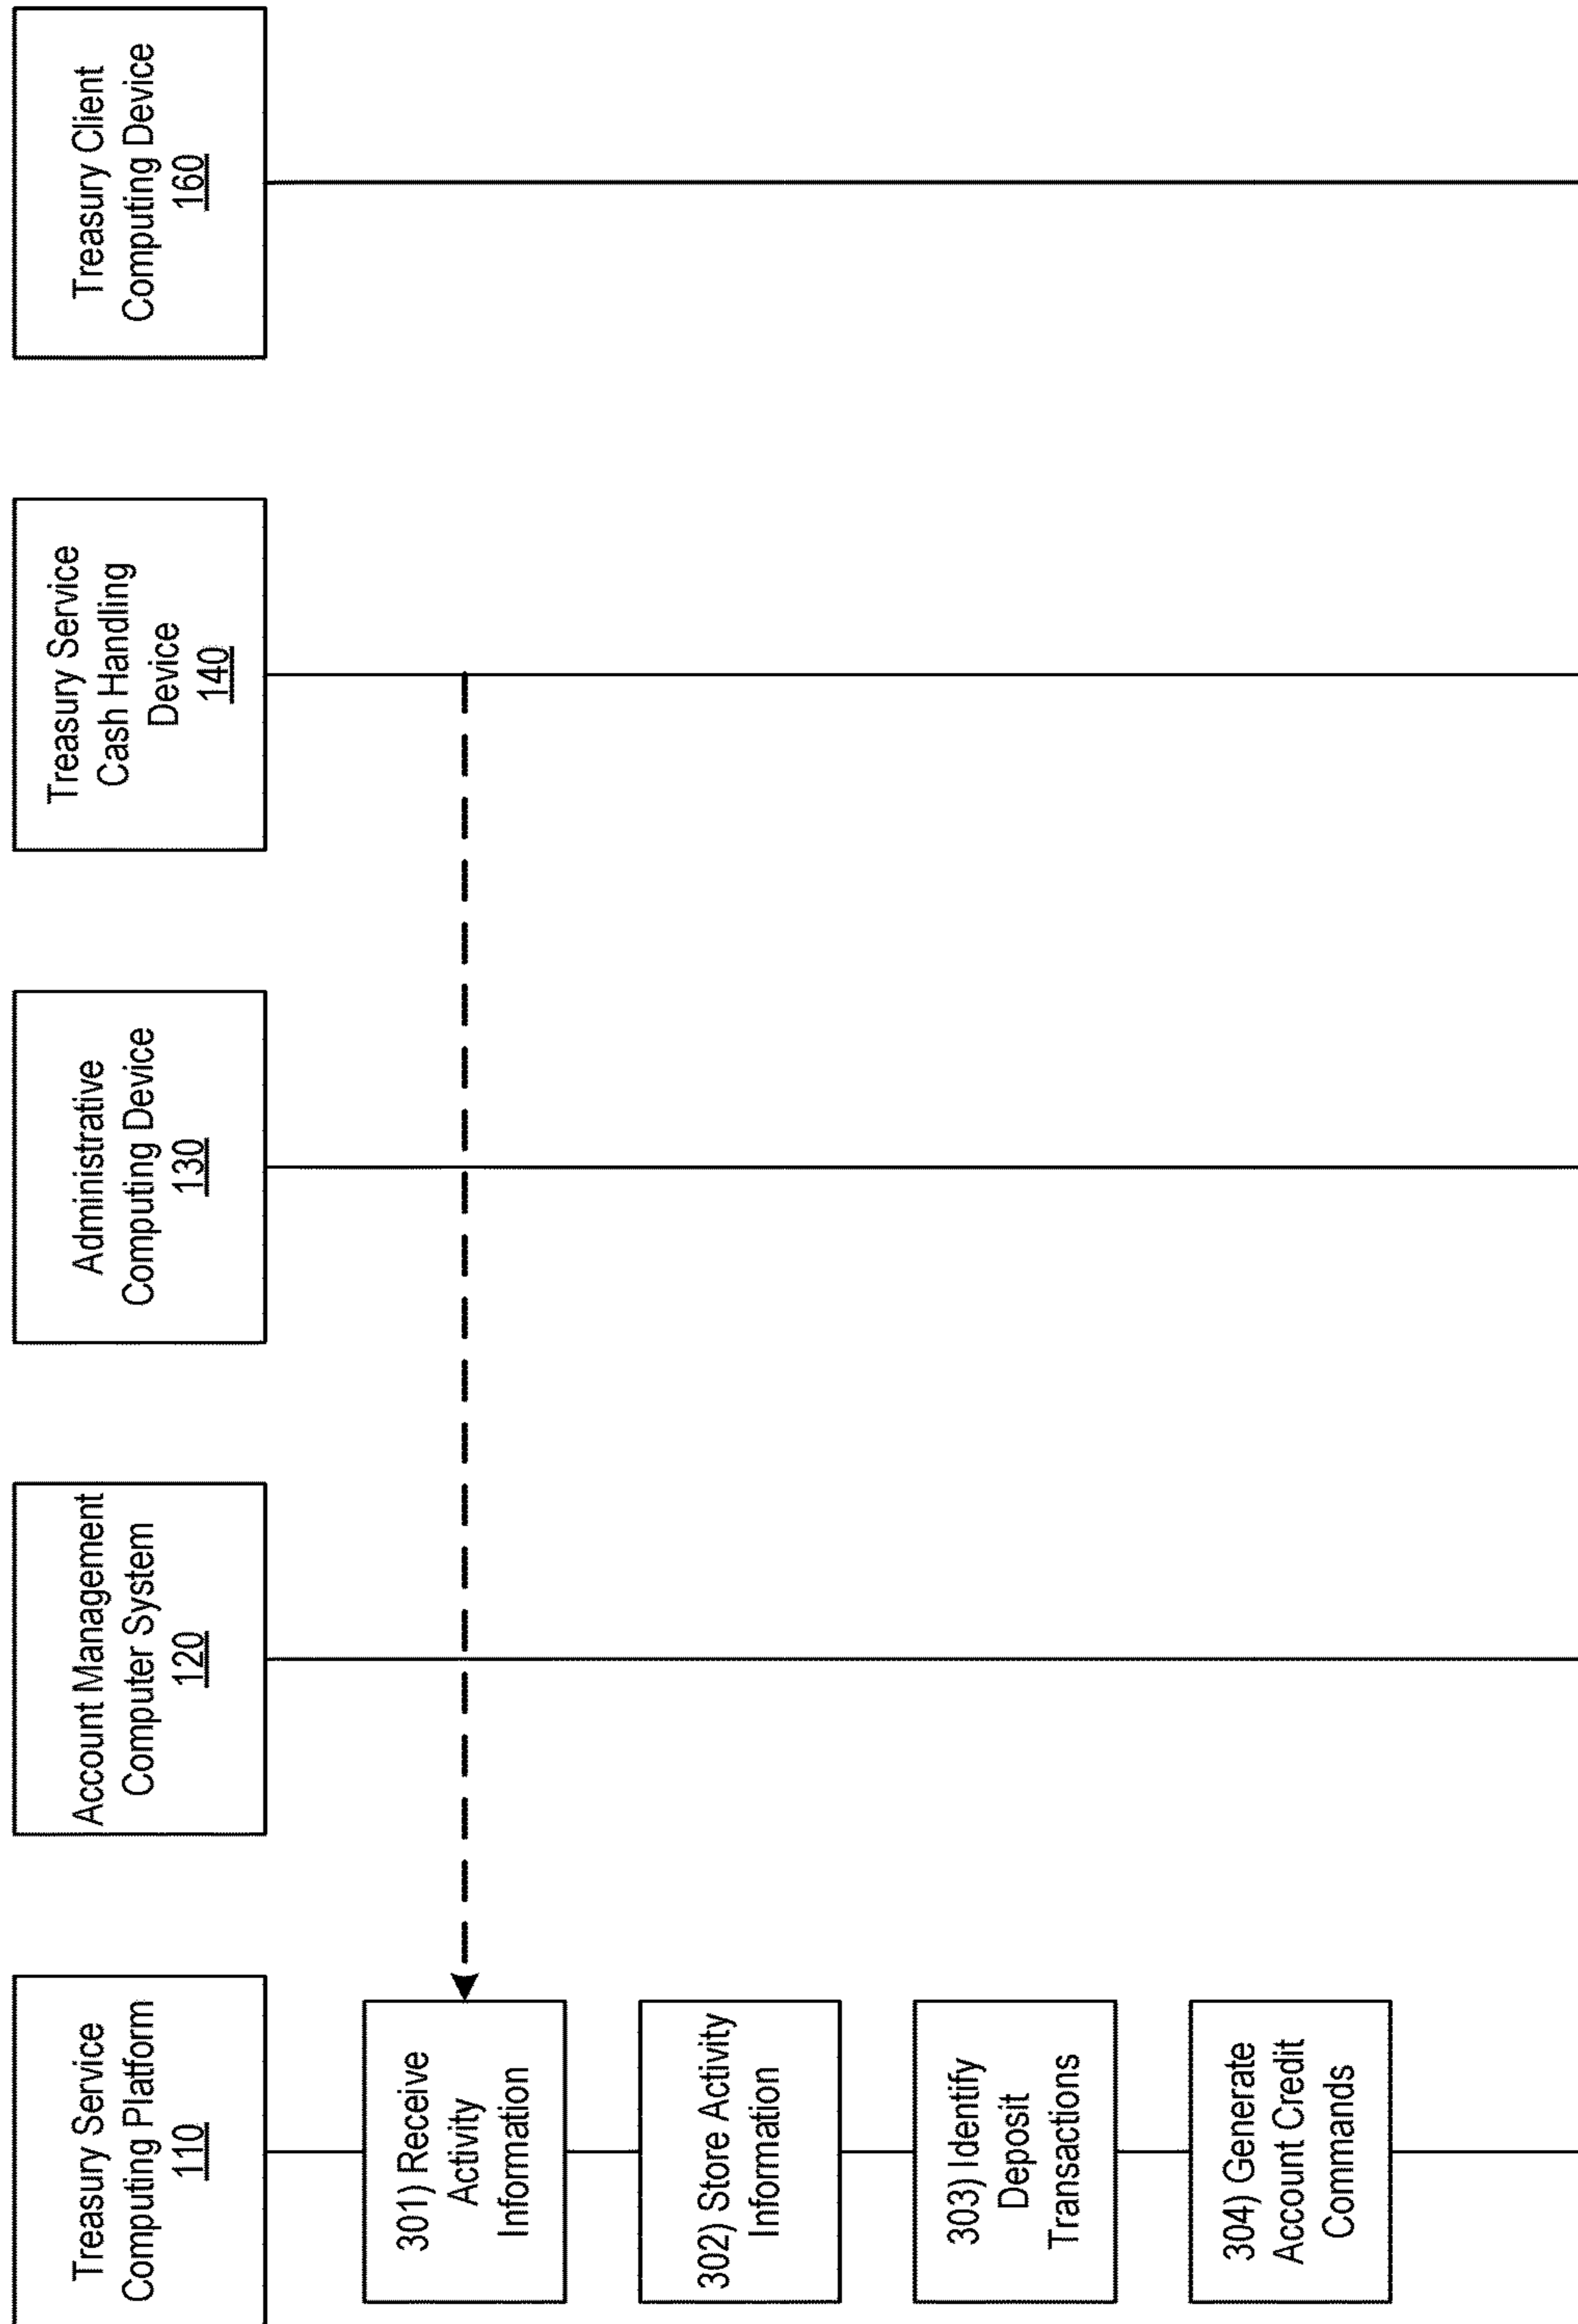 Treasury Service
Computing Platform
110
Account Management
Computer System
120
Administrative
Computing Device
130
Treasury Service
Cash Handling
Device
140
Treasury Client
Computing Device
160
301) Receive
Activity
Information
302) Store Activity
Information
303) Identify
Deposit
Transactions
304) Generate
Account Credit
Commands